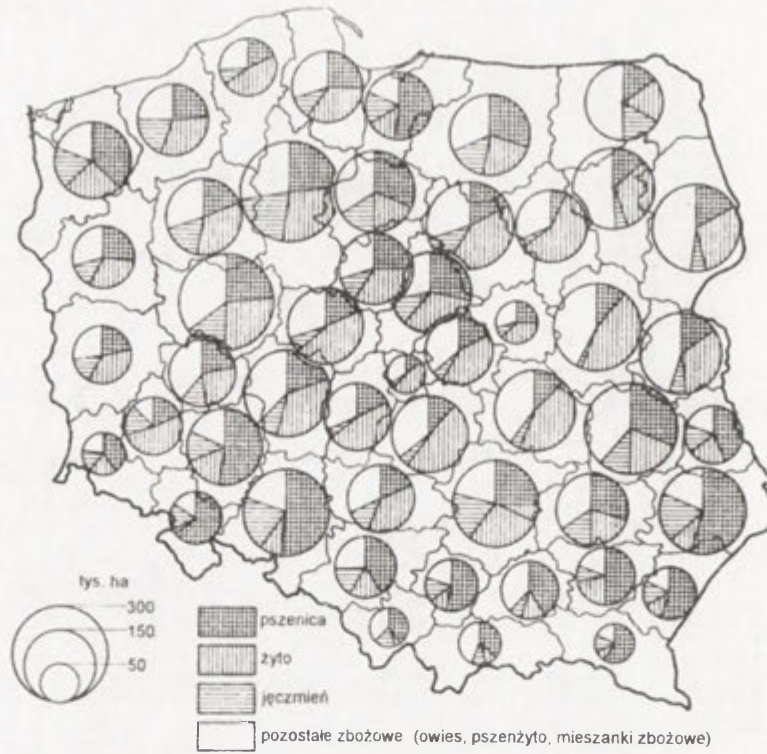 tys. ha
300
150
50
pszenica
żyto
jęczmień
pozostałe zbożowe (owies, pszenżyto, mieszanki zbożowe)